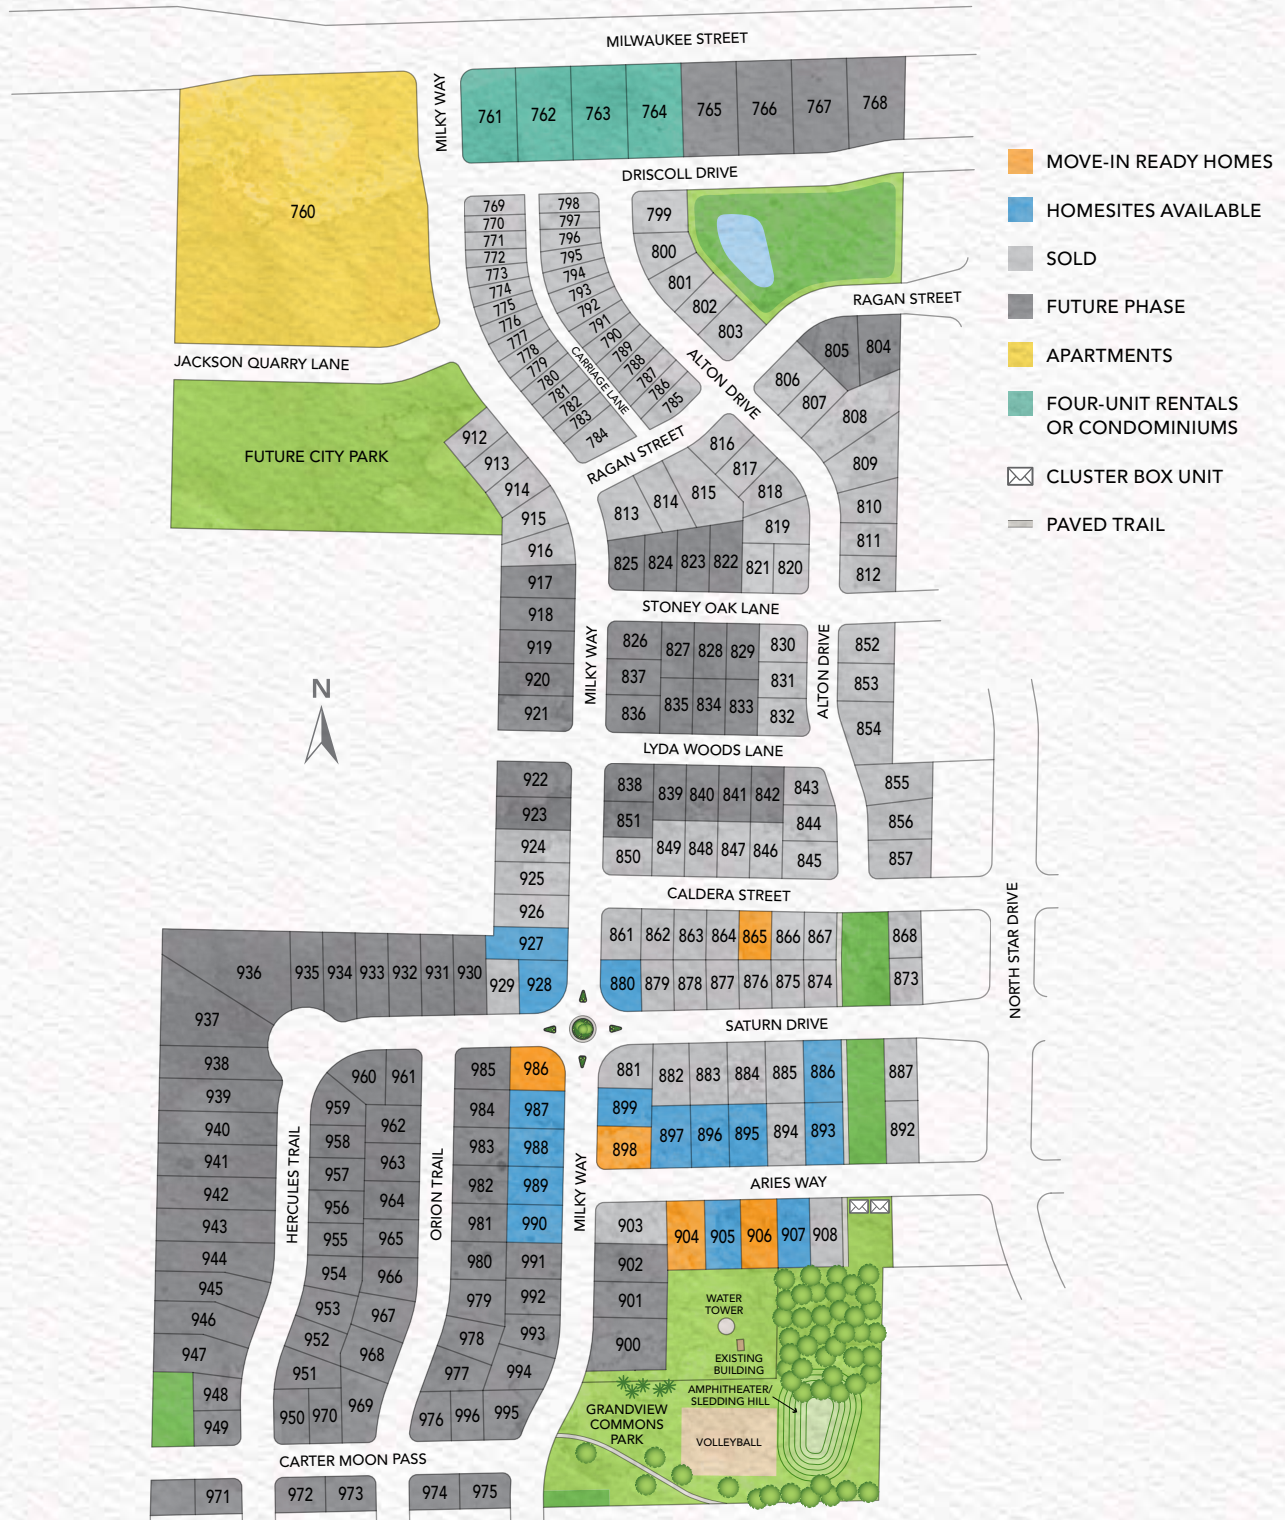 MILWAUKEE STREET
MILKY WAY
761 762 763 764 765 766 767 768
DRISCOLL DRIVE
760
769
770
771
772
773
774
775
776
777
778
779
780
781
782
783
784
798
797
796
795
794
793
792
791
790
789
788
787
786
785
CARRIAGE LANE
799
800
801
802
803
ALTON DRIVE
RAGAN STREET
805 804
806
807
808
809
810
811
812
JACKSON QUARRY LANE
FUTURE CITY PARK
912
913
914
915
916
917
918
919
920
921
RAGAN STREET
816
817
818
819
813 814 815
825 824 823 822 821 820
STONEY OAK LANE
MILKY WAY
826 827 828 829 830
837 831
836 835 834 833 832
ALTON DRIVE
852
853
854
855
856
857
LYDA WOODS LANE
N
922
923
924
925
926
927
928
929
838 839 840 841 842 843
851 844
850 849 848 847 846 845
CALDERA STREET
861 862 863 864 865 866 867 868
880 879 878 877 876 875 874 873
NORTH STAR DRIVE
SATURN DRIVE
936 935 934 933 932 931 930
937
938
939
940
941
942
943
944
945
946
947
948
949
HERCULES TRAIL
960 961
959
958
957
956
955
954
953
952
951
950 970 969
962
963
964
965
966
967
968
ORION TRAIL
985 986
984 987
983 988
982 989
981 990
980 991
979 992
978 993
977 994
976 996 995
MILKY WAY
881 882 883 884 885 886 887
899
898 897 896 895 894 893 892
ARIES WAY
903 904 905 906 907 908
902
901
900
WATER
TOWER
EXISTING
BUILDING
AMPHITHEATER/
SLEDDING HILL
GRANDVIEW
COMMONS
PARK
VOLLEYBALL
CARTER MOON PASS
971 972 973 974 975
MOVE-IN READY HOMES
HOMESITES AVAILABLE
SOLD
FUTURE PHASE
APARTMENTS
FOUR-UNIT RENTALS
OR CONDOMINIUMS
CLUSTER BOX UNIT
PAVED TRAIL